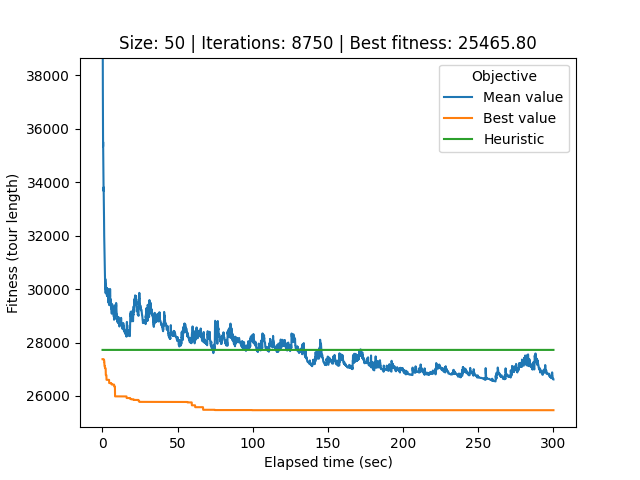 Size: 50 | Iterations: 8750 | Best fitness: 25465.80
Objective
Mean value
Best value
Heuristic
38000
36000
34000
32000
30000
28000
26000
Fitness (tour length)
0 50 100 150 200 250 300
Elapsed time (sec)